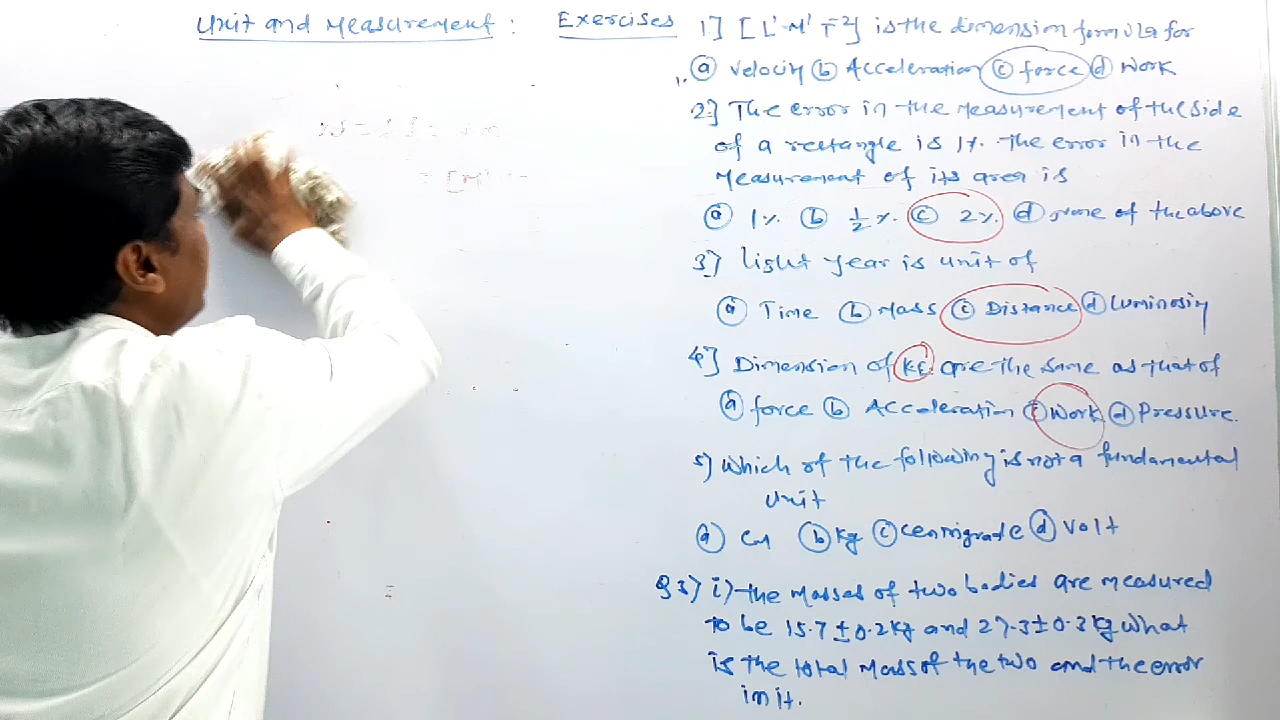 Unit and Measurement : Exercises
1] [L¹ M¹ T⁻²] is the dimension formula for
1. ⓐ Velocity ⓑ Acceleration ⓒ force ⓓ Work
2] The error in the measurement of the side
of a rectangle is 1%. The error in the
measurement of its area is
ⓐ 1%. ⓑ ½ %. ⓒ 2%. ⓓ none of the above
3] light year is unit of
ⓐ Time ⓑ Mass ⓒ Distance ⓓ Luminosity
4] Dimension of K.E. are the same as that of
ⓐ force ⓑ Acceleration ⓒ Work ⓓ Pressure.
5) Which of the following is not a fundamental
unit
ⓐ cm ⓑ kg ⓒ centigrade ⓓ Volt
Q3) i) the Masses of two bodies are measured
to be 15.7 ± 0.2 kg and 27.3 ± 0.3 kg what
is the total Mass of the two and the error
in it.